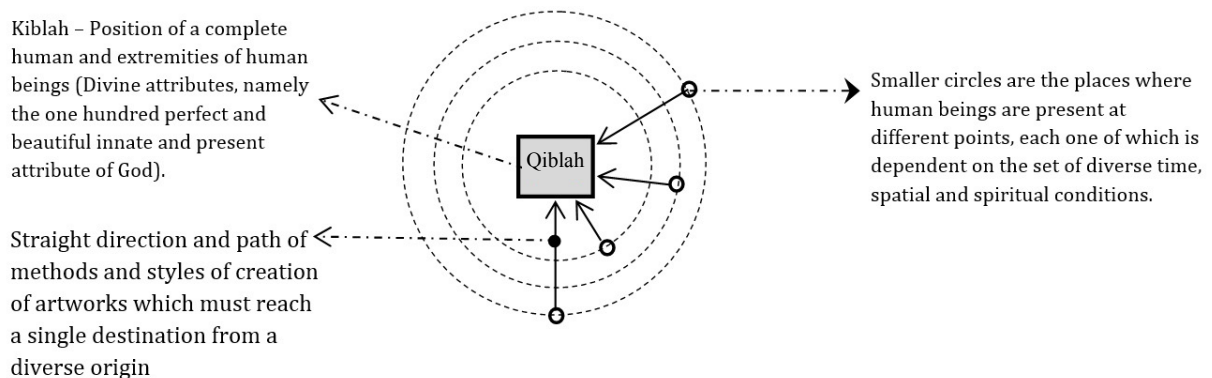 Kiblah – Position of a complete
human and extremities of human
beings (Divine attributes, namely
the one hundred perfect and
beautiful innate and present
attribute of God).
Straight direction and path of
methods and styles of creation
of artworks which must reach
a single destination from a
diverse origin
Qiblah
Smaller circles are the places where
human beings are present at
different points, each one of which is
dependent on the set of diverse time,
spatial and spiritual conditions.